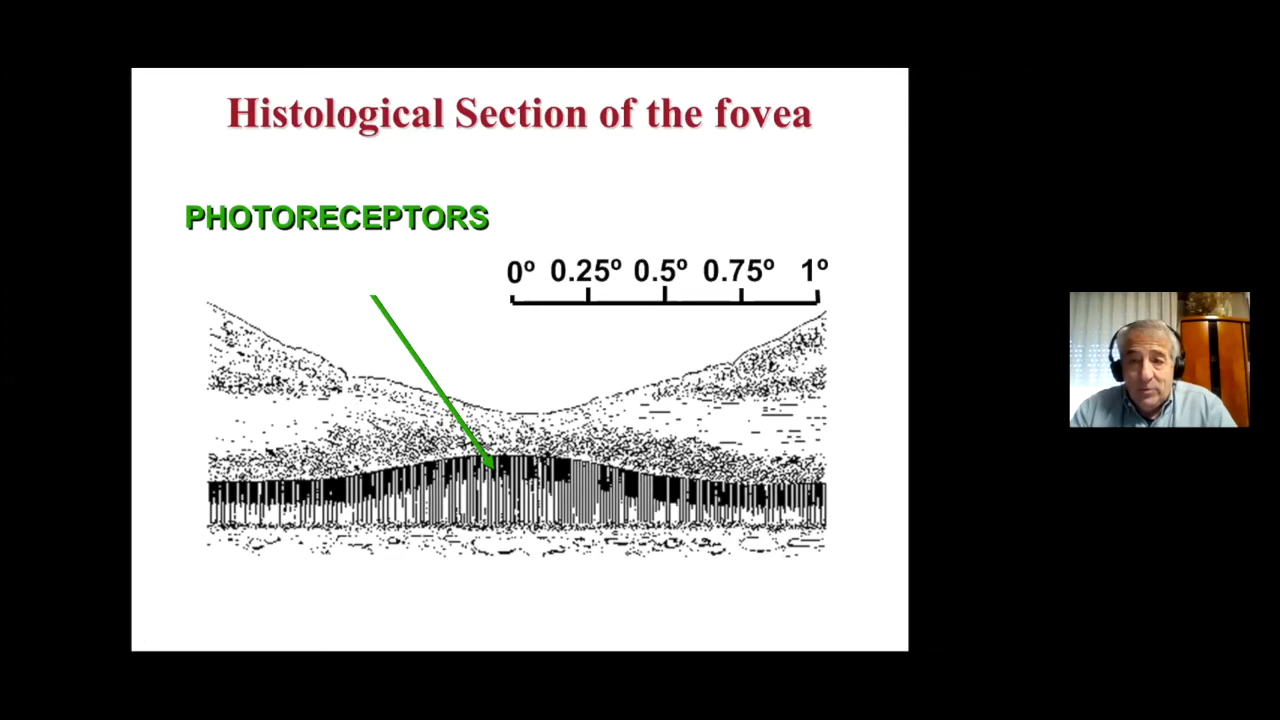 Histological Section of the fovea
PHOTORECEPTORS
0º 0.25º 0.5º 0.75º 1º